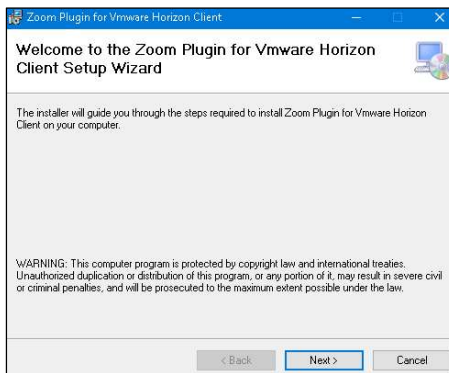 Zoom Plugin for Vmware Horizon Client
Welcome to the Zoom Plugin for Vmware Horizon
Client Setup Wizard
The installer will guide you through the steps required to install Zoom Plugin for Vmware Horizon
Client on your computer.
WARNING: This computer program is protected by copyright law and international treaties.
Unauthorized duplication or distribution of this program, or any portion of it, may result in severe civil
or criminal penalties, and will be prosecuted to the maximum extent possible under the law.
< Back Next > Cancel